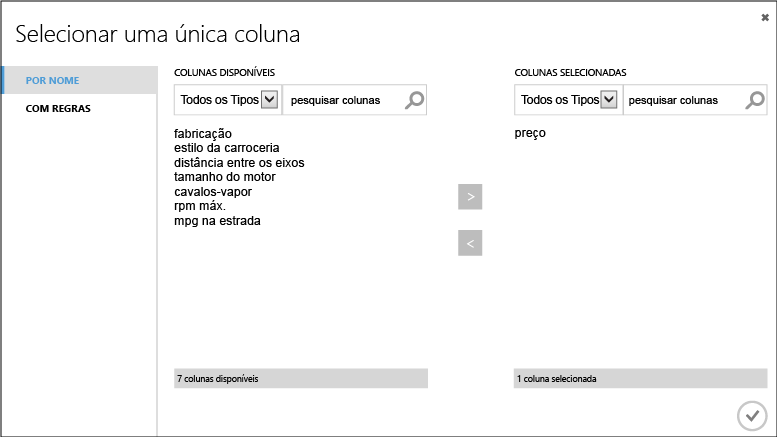 Selecionar uma única coluna
POR NOME
COM REGRAS
COLUNAS DISPONÍVEIS
Todos os Tipos
pesquisar colunas
fabricação
estilo da carroceria
distância entre os eixos
tamanho do motor
cavalos-vapor
rpm máx.
mpg na estrada
7 colunas disponíveis
>
<
COLUNAS SELECIONADAS
Todos os Tipos
pesquisar colunas
preço
1 coluna selecionada